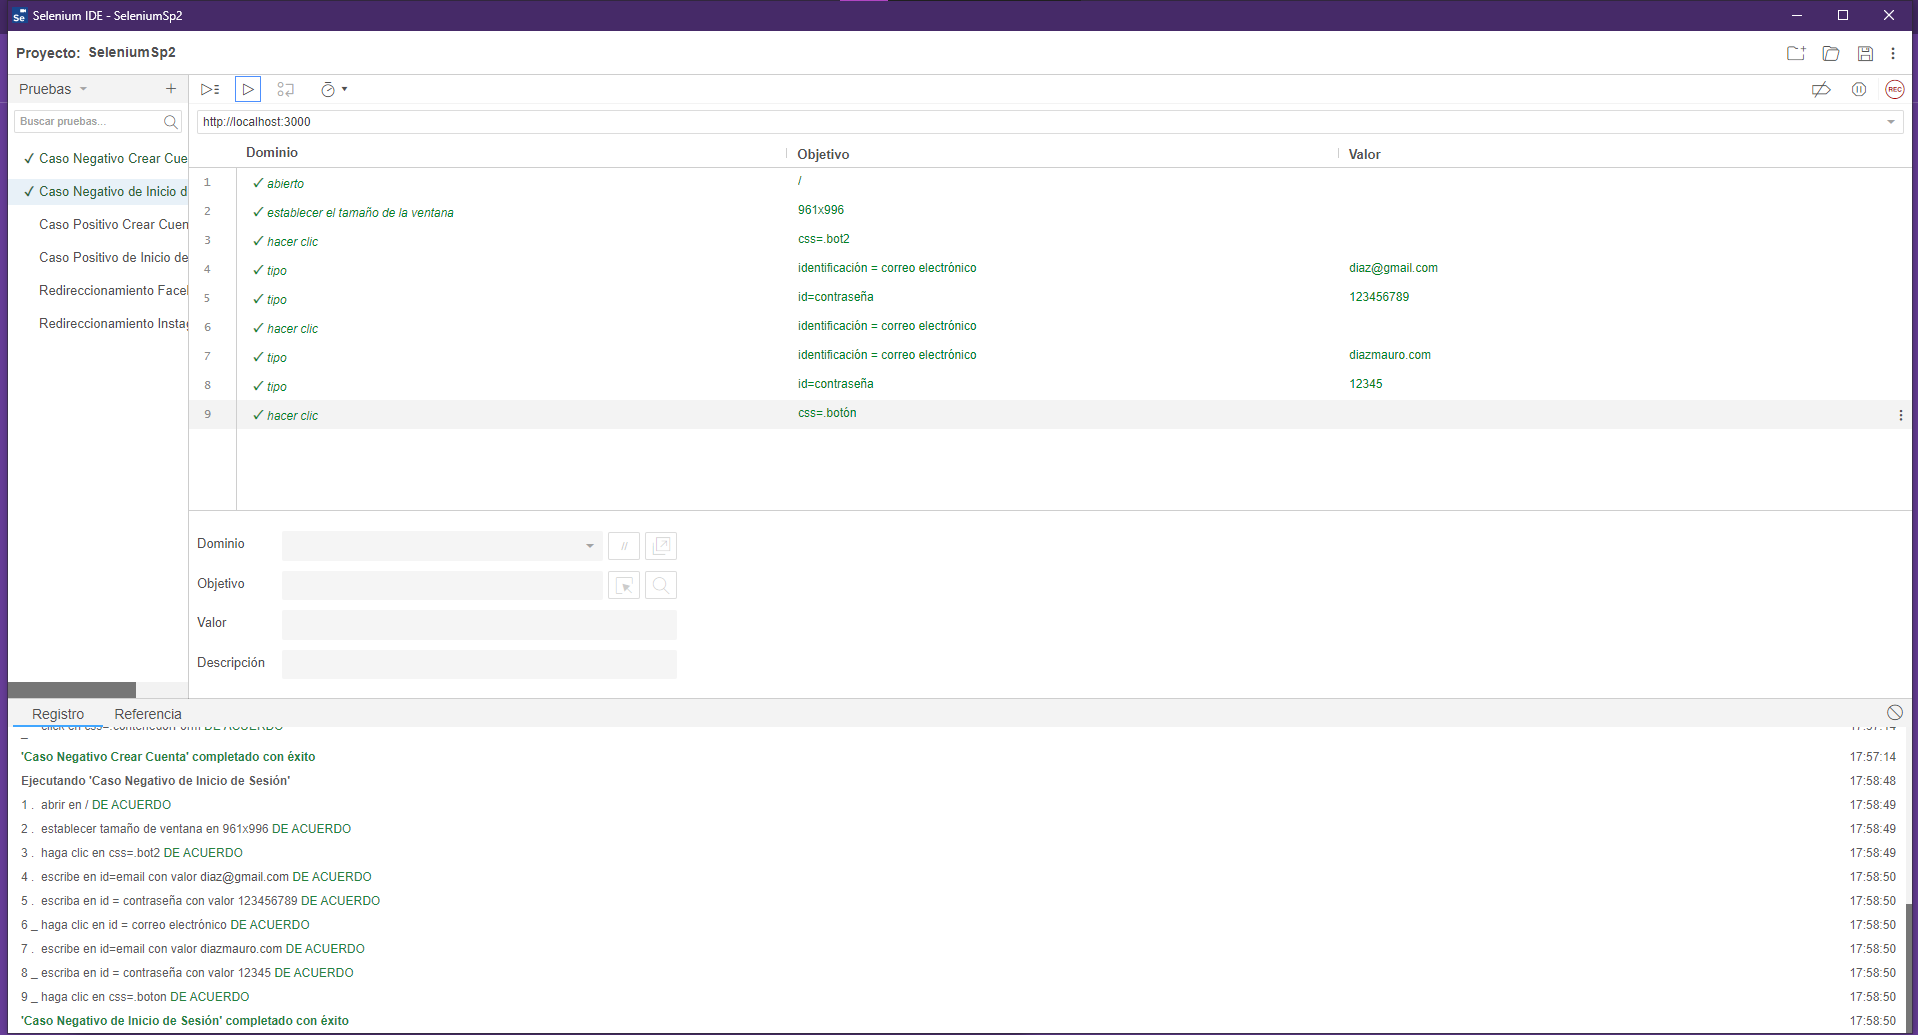 Selenium IDE - SeleniumSp2
Proyecto: SeleniumSp2
Pruebas
REC
Buscar pruebas...
http://localhost:3000
Dominio Objetivo Valor
Caso Negativo Crear Cue
Caso Negativo de Inicio d
Caso Positivo Crear Cuen
Caso Positivo de Inicio de
Redireccionamiento Face
Redireccionamiento Insta
1 abierto /
2 establecer el tamaño de la ventana 961x996
3 hacer clic css=.bot2
4 tipo identificación = correo electrónico diaz@gmail.com
5 tipo id=contraseña 123456789
6 hacer clic identificación = correo electrónico
7 tipo identificación = correo electrónico diazmauro.com
8 tipo id=contraseña 12345
9 hacer clic css=.botón
Dominio //
Objetivo
Valor
Descripción
Registro Referencia
'Caso Negativo Crear Cuenta' completado con éxito 17:57:14
Ejecutando 'Caso Negativo de Inicio de Sesión' 17:58:48
1 . abrir en / DE ACUERDO 17:58:49
2 . establecer tamaño de ventana en 961x996 DE ACUERDO 17:58:49
3 . haga clic en css=.bot2 DE ACUERDO 17:58:49
4 . escribe en id=email con valor diaz@gmail.com DE ACUERDO 17:58:50
5 . escriba en id = contraseña con valor 123456789 DE ACUERDO 17:58:50
6 _ haga clic en id = correo electrónico DE ACUERDO 17:58:50
7 . escribe en id=email con valor diazmauro.com DE ACUERDO 17:58:50
8 _ escriba en id = contraseña con valor 12345 DE ACUERDO 17:58:50
9 _ haga clic en css=.boton DE ACUERDO 17:58:50
'Caso Negativo de Inicio de Sesión' completado con éxito 17:58:50